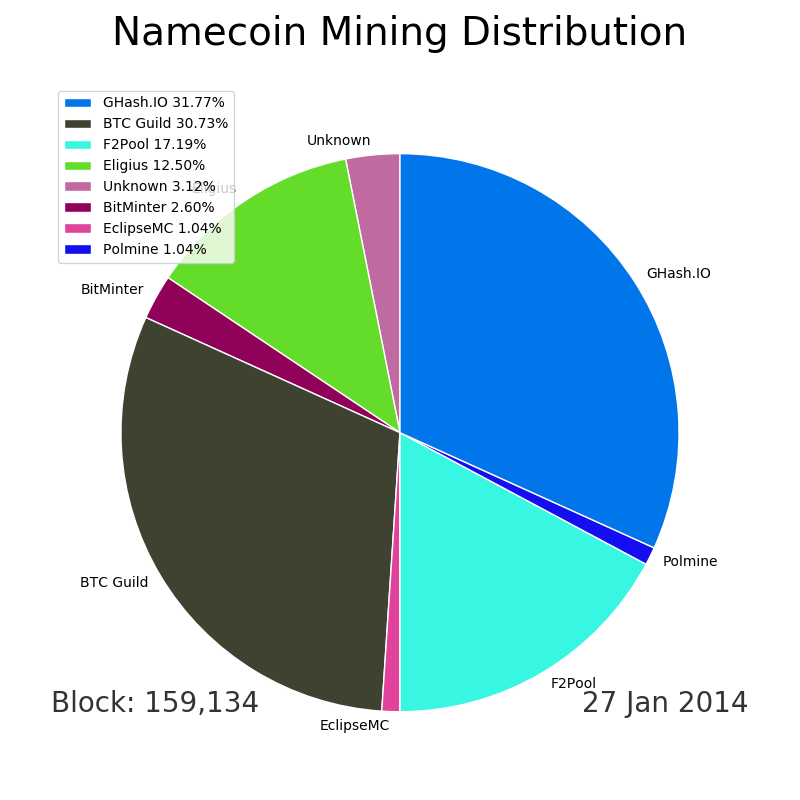 Namecoin Mining Distribution
GHash.IO 31.77%
BTC Guild 30.73%
F2Pool 17.19%
Eligius 12.50%
Unknown 3.12%
BitMinter 2.60%
EclipseMC 1.04%
Polmine 1.04%
Unknown
Eligius
GHash.IO
BitMinter
Polmine
BTC Guild
F2Pool
Block: 159,134
27 Jan 2014
EclipseMC